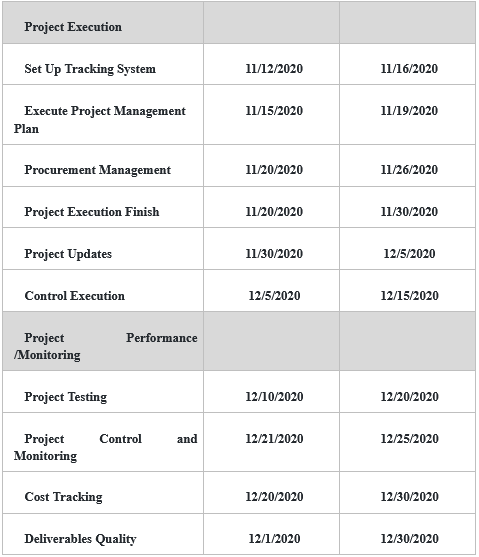 Project Execution
Set Up Tracking System 11/12/2020 11/16/2020
Execute Project Management 11/15/2020 11/19/2020
Plan
Procurement Management 11/20/2020 11/26/2020
Project Execution Finish 11/20/2020 11/30/2020
Project Updates 11/30/2020 12/5/2020
Control Execution 12/5/2020 12/15/2020
Project Performance
/Monitoring
Project Testing 12/10/2020 12/20/2020
Project Control and 12/21/2020 12/25/2020
Monitoring
Cost Tracking 12/20/2020 12/30/2020
Deliverables Quality 12/1/2020 12/30/2020